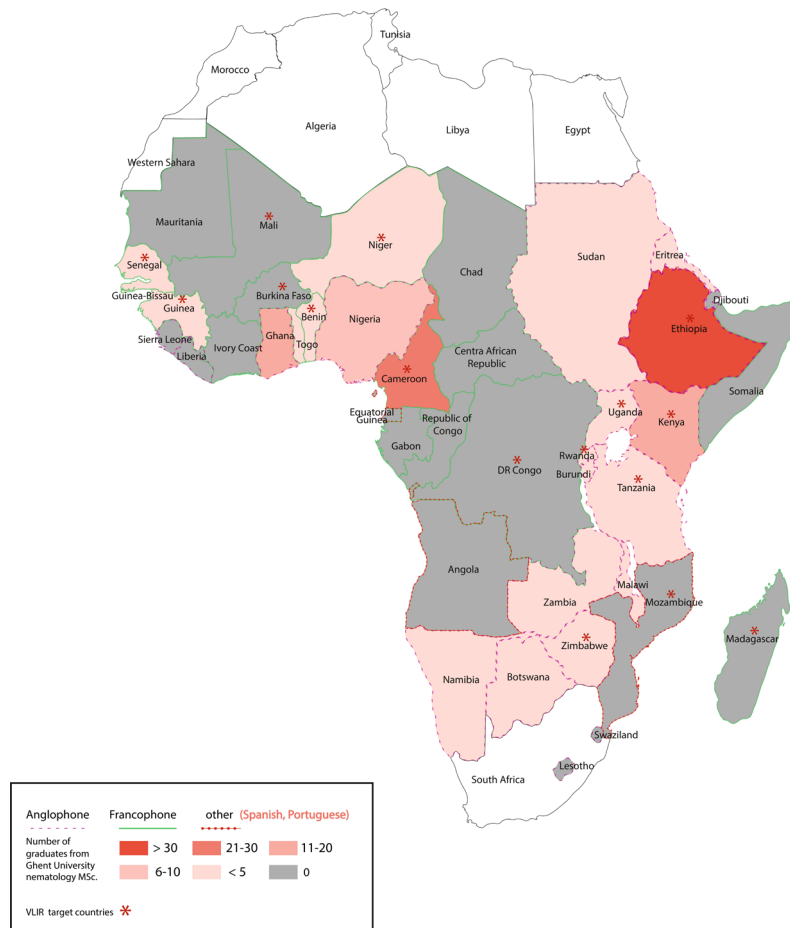 Tunisia
Morocco
Algeria
Libya
Egypt
Western Sahara
Mauritania
Mali
Niger
Chad
Sudan
Eritrea
Senegal
Guinea-Bissau
Guinea
Burkina Faso
Benin
Nigeria
Djibouti
Ethiopia
Sierra Leone
Liberia
Ivory Coast
Ghana
Togo
Centra African
Republic
Cameroon
Somalia
Equatorial
Guinea
Republic of
Congo
Gabon
Uganda
Kenya
DR Congo
Rwanda
Burundi
Tanzania
Angola
Malawi
Zambia
Mozambique
Zimbabwe
Madagascar
Namibia
Botswana
Swaziland
Lesotho
South Africa
Anglophone Francophone other (Spanish, Portuguese)
Number of
graduates from
Ghent University
nematology MSc.
> 30 21-30 11-20
6-10 < 5 0
VLIR target countries *